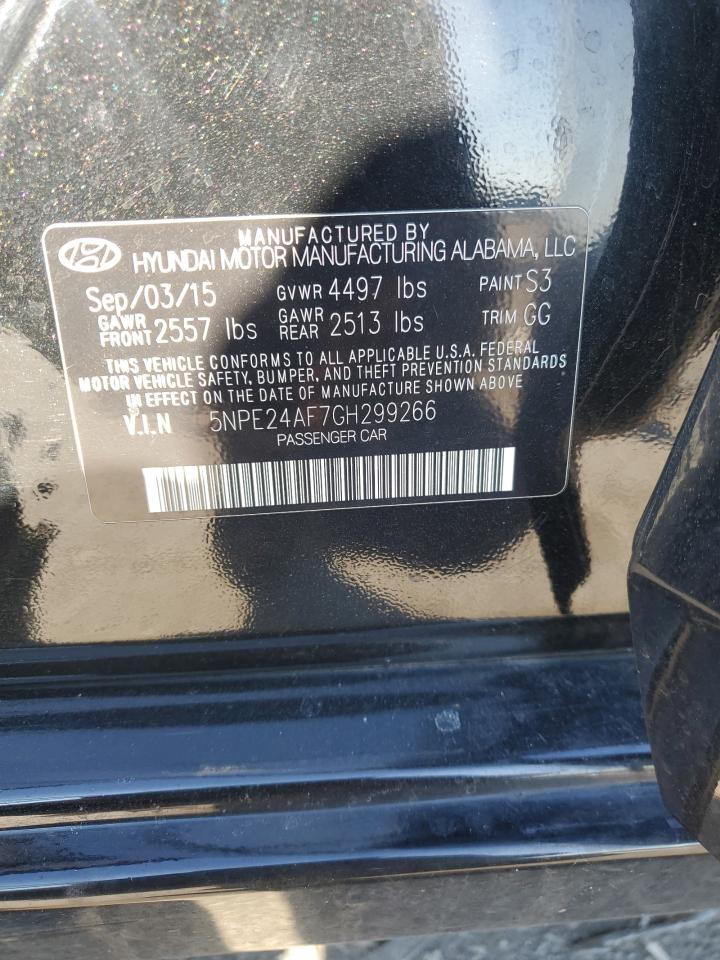 MANUFACTURED BY
HYUNDAI MOTOR MANUFACTURING ALABAMA, LLC
Sep/03/15 GVWR 4497 lbs PAINT S3
GAWR FRONT 2557 lbs GAWR REAR 2513 lbs TRIM GG
THIS VEHICLE CONFORMS TO ALL APPLICABLE U.S.A. FEDERAL
MOTOR VEHICLE SAFETY, BUMPER, AND THEFT PREVENTION STANDARDS
IN EFFECT ON THE DATE OF MANUFACTURE SHOWN ABOVE.
V.I.N 5NPE24AF7GH299266
PASSENGER CAR